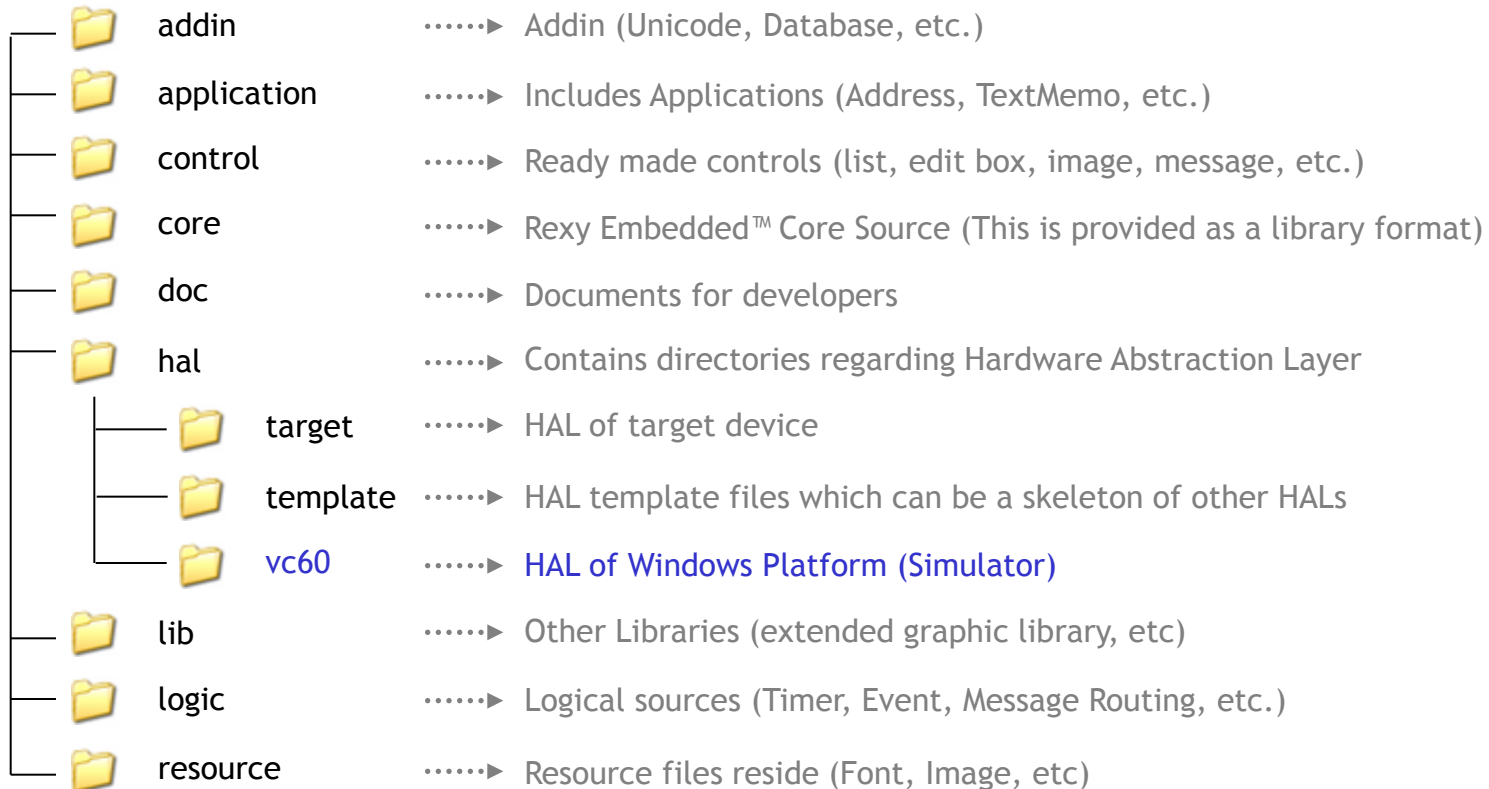 addin Addin (Unicode, Database, etc.)
application Includes Applications (Address, TextMemo, etc.)
control Ready made controls (list, edit box, image, message, etc.)
core Rexy Embedded™ Core Source (This is provided as a library format)
doc Documents for developers
hal Contains directories regarding Hardware Abstraction Layer
target HAL of target device
template HAL template files which can be a skeleton of other HALs
vc60 HAL of Windows Platform (Simulator)
lib Other Libraries (extended graphic library, etc)
logic Logical sources (Timer, Event, Message Routing, etc.)
resource Resource files reside (Font, Image, etc)